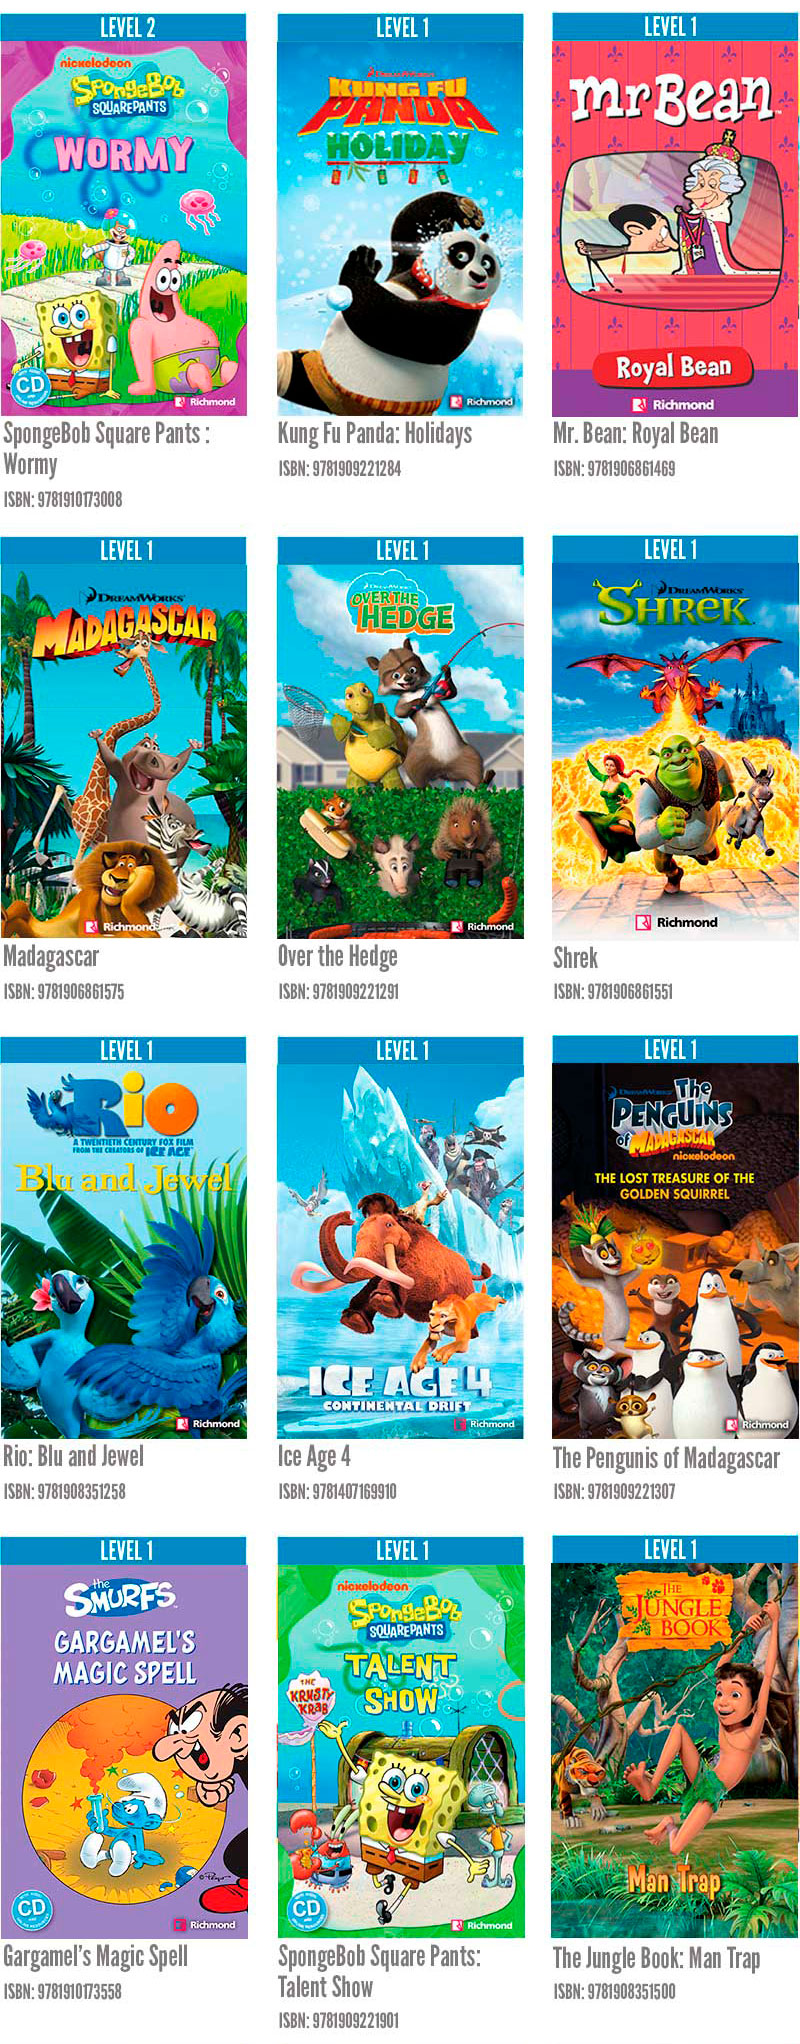 LEVEL 2
nickelodeon
SpongeBob
SQUAREPANTS
WORMY
CD
Richmond
SpongeBob Square Pants :
Wormy
ISBN: 9781910173008
LEVEL 1
DREAMWORKS
KUNG FU
PANDA
HOLIDAY
Richmond
Kung Fu Panda: Holidays
ISBN: 9781909221284
LEVEL 1
mr Bean
Royal Bean
Richmond
Mr. Bean: Royal Bean
ISBN: 9781906861469
LEVEL 1
DREAMWORKS
MADAGASCAR
Richmond
Madagascar
ISBN: 9781906861575
LEVEL 1
DREAMWORKS
OVER THE
HEDGE
Richmond
Over the Hedge
ISBN: 9781909221291
LEVEL 1
DREAMWORKS
SHREK
Richmond
Shrek
ISBN: 9781906861551
LEVEL 1
Rio
A TWENTIETH CENTURY FOX FILM
FROM THE CREATORS OF ICE AGE
Blu and Jewel
Richmond
Rio: Blu and Jewel
ISBN: 9781908351258
LEVEL 1
ICE AGE 4
CONTINENTAL DRIFT
Richmond
Ice Age 4
ISBN: 9781407169910
LEVEL 1
DREAMWORKS
The
PENGUINS
of MADAGASCAR
nickelodeon
THE LOST TREASURE OF THE
GOLDEN SQUIRREL
Richmond
The Pengunis of Madagascar
ISBN: 9781909221307
LEVEL 1
the
SMURFS
GARGAMEL'S
MAGIC SPELL
© Peyo
CD
Richmond
Gargamel's Magic Spell
ISBN: 9781910173558
LEVEL 1
nickelodeon
SpongeBob
SQUAREPANTS
TALENT
SHOW
THE
KRUSTY
KRAB
CD
Richmond
SpongeBob Square Pants:
Talent Show
ISBN: 9781909221901
LEVEL 1
THE
JUNGLE
BOOK
Man Trap
The Jungle Book: Man Trap
ISBN: 9781908351500